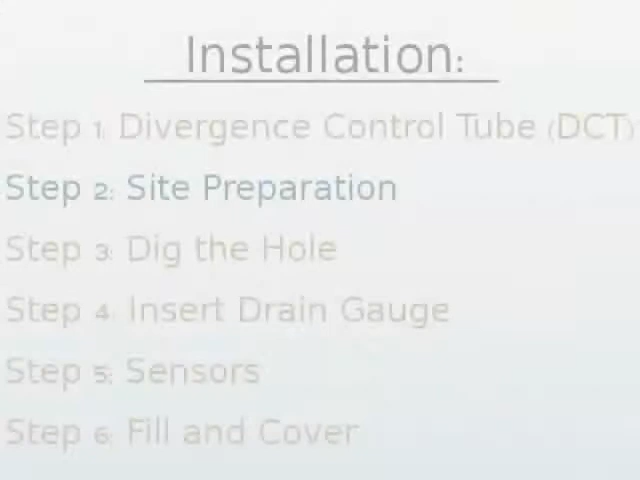 Installation:
Step 1: Divergence Control Tube (DCT)
Step 2: Site Preparation
Step 3: Dig the Hole
Step 4: Insert Drain Gauge
Step 5: Sensors
Step 6: Fill and Cover